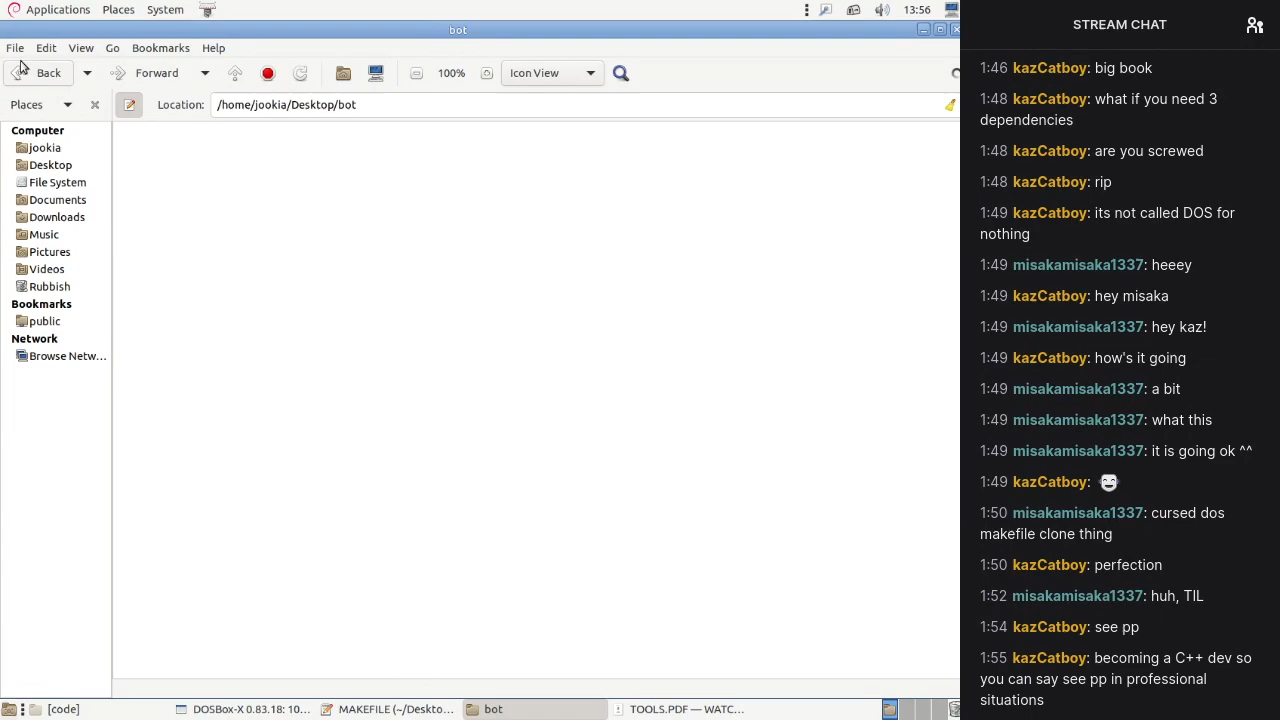 Applications Places System 13:56
bot
File Edit View Go Bookmarks Help
Back Forward 100% Icon View
Places Location: /home/jookia/Desktop/bot
Computer
jookia
Desktop
File System
Documents
Downloads
Music
Pictures
Videos
Rubbish
Bookmarks
public
Network
Browse Netw...
[code] DOSBox-X 0.83.18: 10... MAKEFILE (~/Deskto... bot TOOLS.PDF — WATC...
STREAM CHAT
1:46 kazCatboy: big book
1:48 kazCatboy: what if you need 3
dependencies
1:48 kazCatboy: are you screwed
1:48 kazCatboy: rip
1:49 kazCatboy: its not called DOS for
nothing
1:49 misakamisaka1337: heeey
1:49 kazCatboy: hey misaka
1:49 misakamisaka1337: hey kaz!
1:49 kazCatboy: how's it going
1:49 misakamisaka1337: a bit
1:49 misakamisaka1337: what this
1:49 misakamisaka1337: it is going ok ^^
1:49 kazCatboy:
1:50 misakamisaka1337: cursed dos
makefile clone thing
1:50 kazCatboy: perfection
1:52 misakamisaka1337: huh, TIL
1:54 kazCatboy: see pp
1:55 kazCatboy: becoming a C++ dev so
you can say see pp in professional
situations